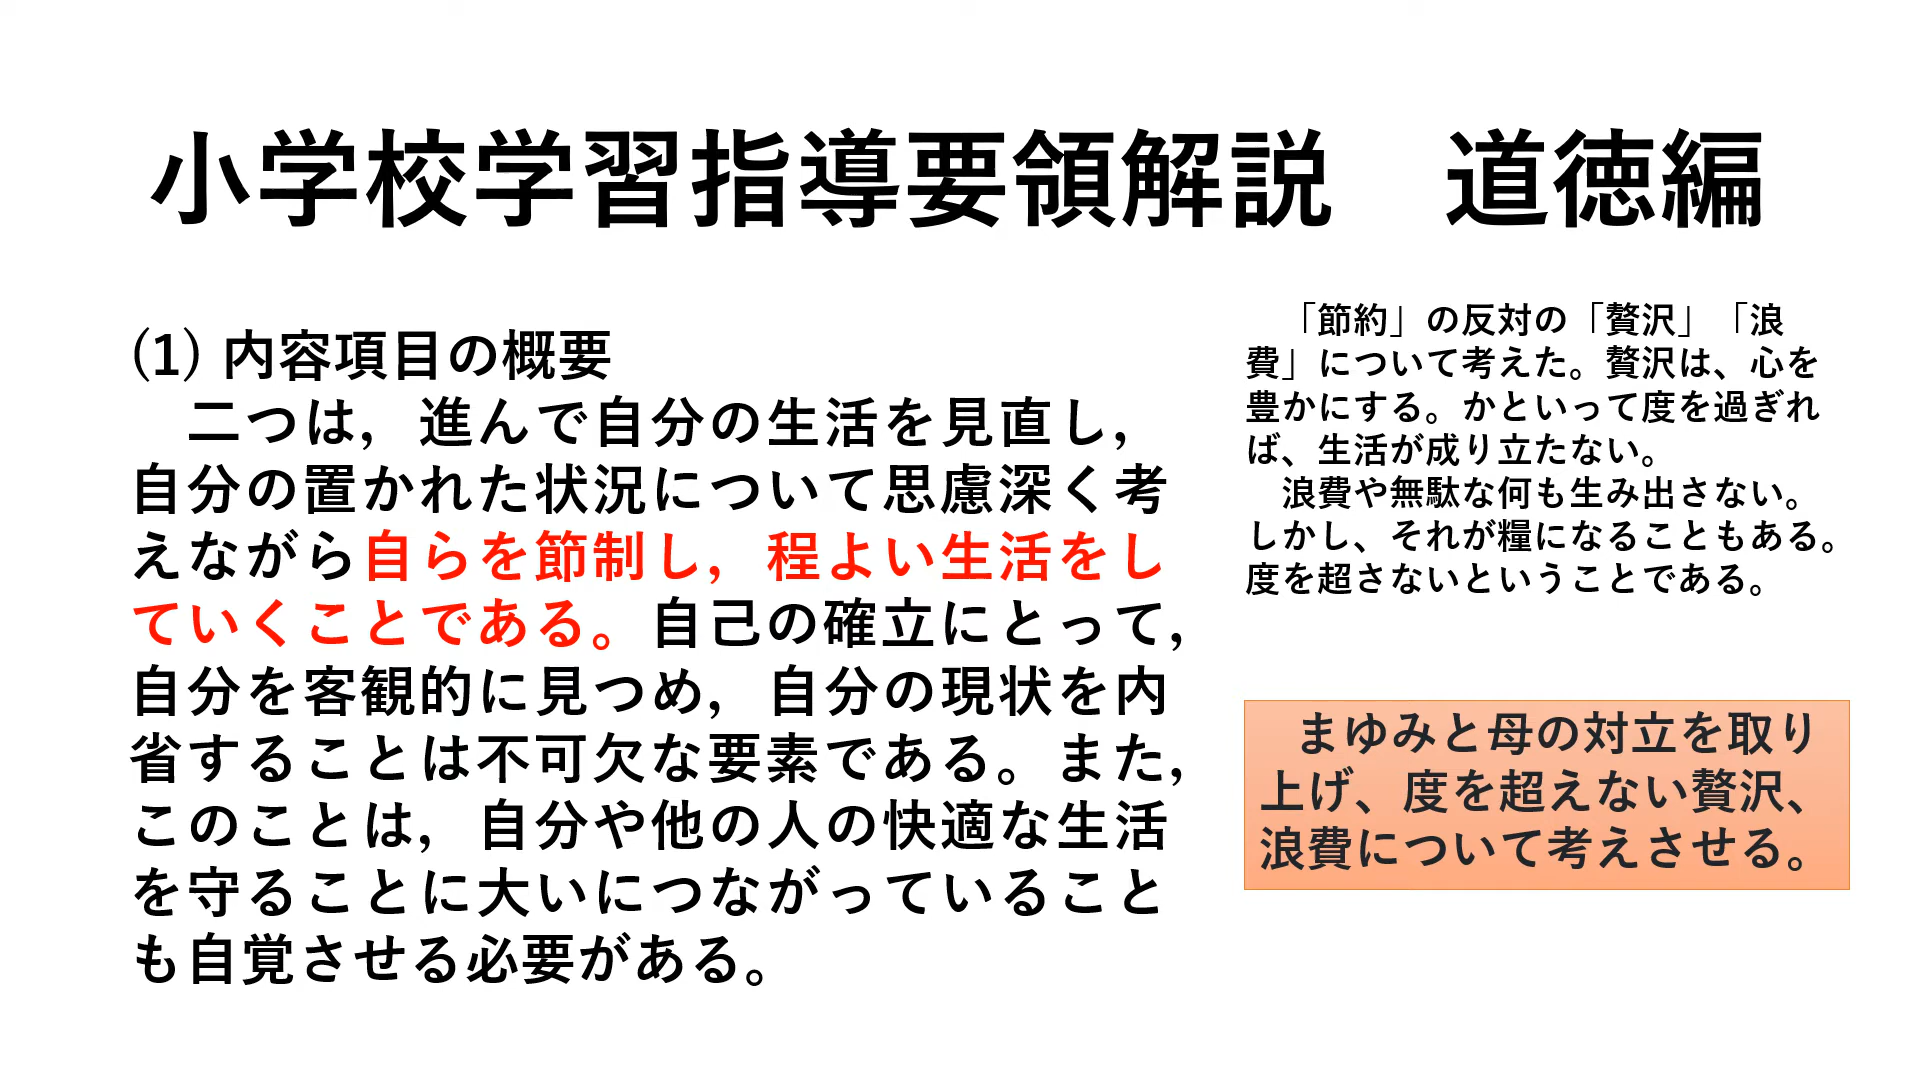 小学校学習指導要領解説　道徳編
(1) 内容項目の概要
　二つは，進んで自分の生活を見直し，
自分の置かれた状況について思慮深く考
えながら自らを節制し，程よい生活をし
ていくことである。自己の確立にとって，
自分を客観的に見つめ，自分の現状を内
省することは不可欠な要素である。また，
このことは，自分や他の人の快適な生活
を守ることに大いにつながっていること
も自覚させる必要がある。
　「節約」の反対の「贅沢」「浪
費」について考えた。贅沢は、心を
豊かにする。かといって度を過ぎれ
ば、生活が成り立たない。
　浪費や無駄な何も生み出さない。
しかし、それが糧になることもある。
度を超さないということである。
　まゆみと母の対立を取り
上げ、度を超えない贅沢、
浪費について考えさせる。